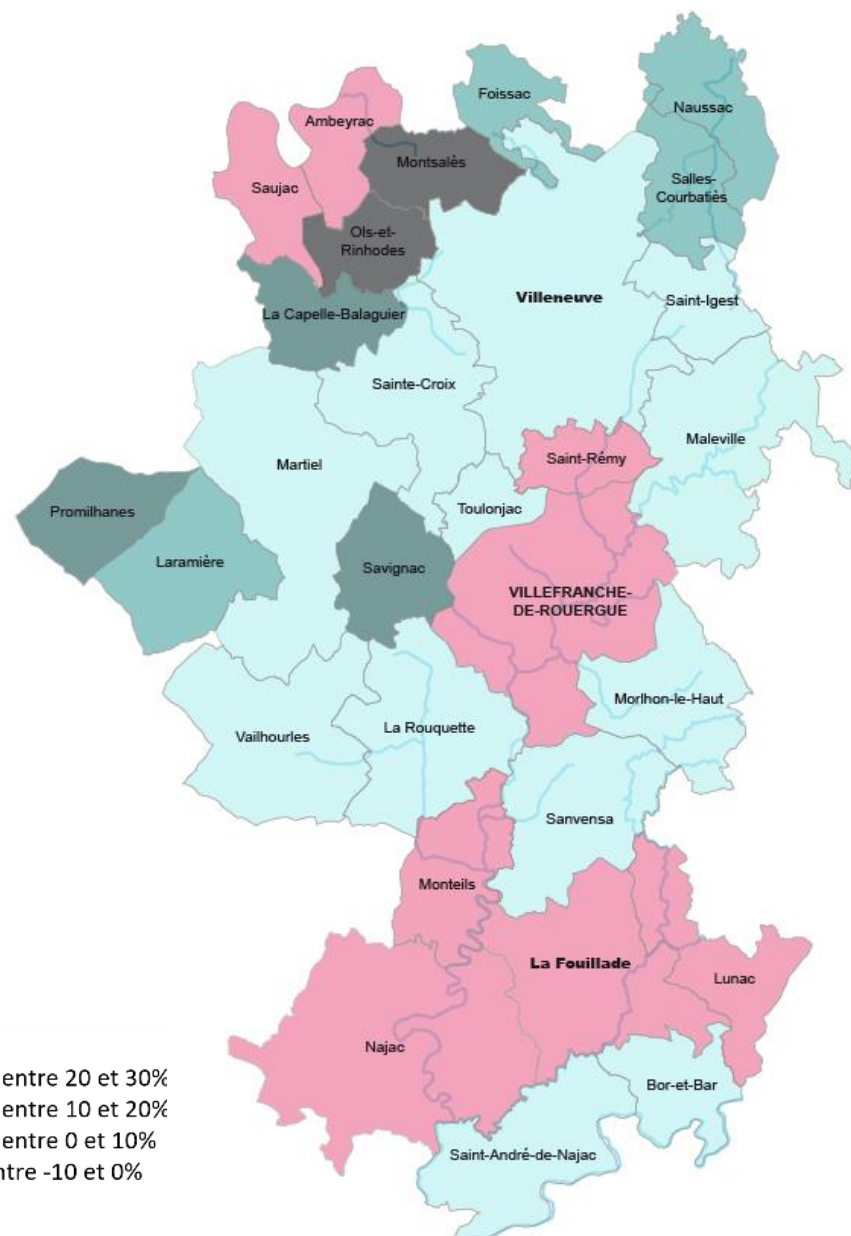 Foissac
Naussac
Ambeyrac
Montsalès
Saujac
Salles-
Courbatiès
Ols-et-
Rinhodes
Villeneuve
Saint-Igest
La Capelle-Balaguier
Sainte-Croix
Maleville
Martiel
Saint-Rémy
Promilhanes
Toulonjac
Laramière
Savignac
VILLEFRANCHE-
DE-ROUERGUE
Morlhon-le-Haut
La Rouquette
Vailhourles
Sanvensa
Monteils
La Fouillade
Lunac
Najac
entre 20 et 30%
Bor-et-Bar
entre 10 et 20%
entre 0 et 10%
Saint-André-de-Najac
ntre -10 et 0%